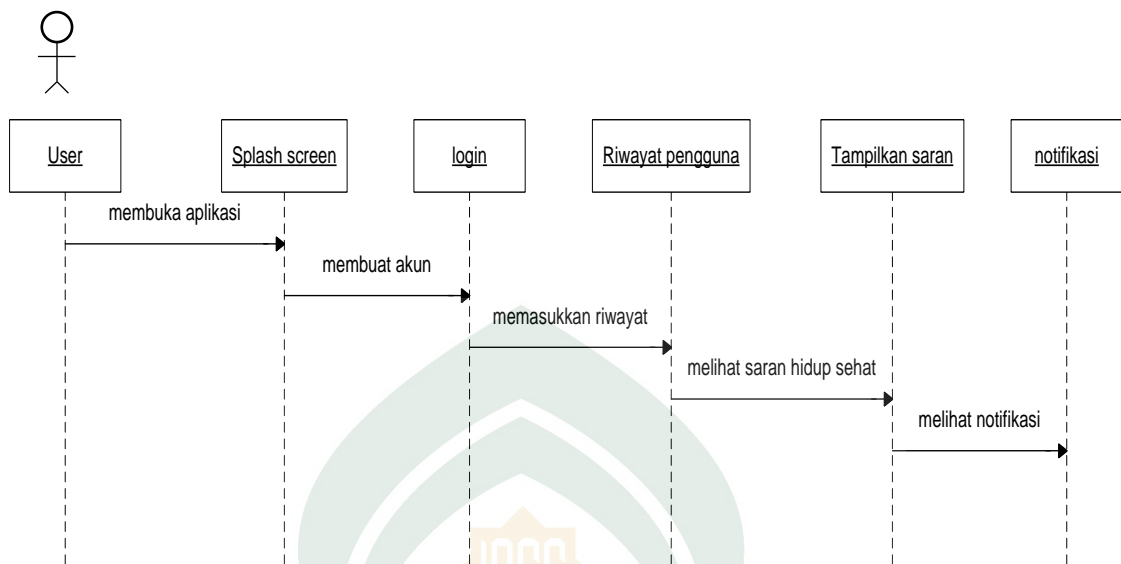 User
Splash screen
login
Riwayat pengguna
Tampilkan saran
notifikasi
membuka aplikasi
membuat akun
memasukkan riwayat
melihat saran hidup sehat
melihat notifikasi